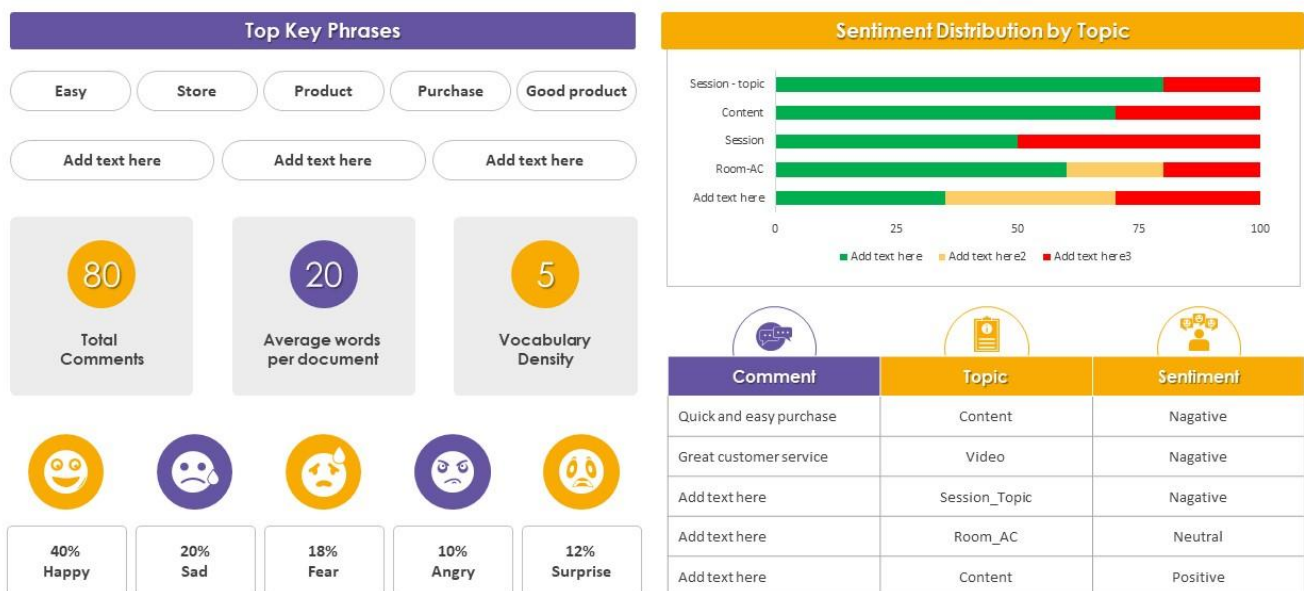 Top Key Phrases
Easy
Store
Product
Purchase
Good product
Add text here
Add text here
Add text here
80
Total
Comments
20
Average words
per document
5
Vocabulary
Density
40%
Happy
20%
Sad
18%
Fear
10%
Angry
12%
Surprise
Sentiment Distribution by Topic
Session - topic
Content
Session
Room-AC
Add text here
0 25 50 75 100
Add text here Add text here2 Add text here3
Comment Topic Sentiment
Quick and easy purchase Content Nagative
Great customer service Video Nagative
Add text here Session_Topic Nagative
Add text here Room_AC Neutral
Add text here Content Positive